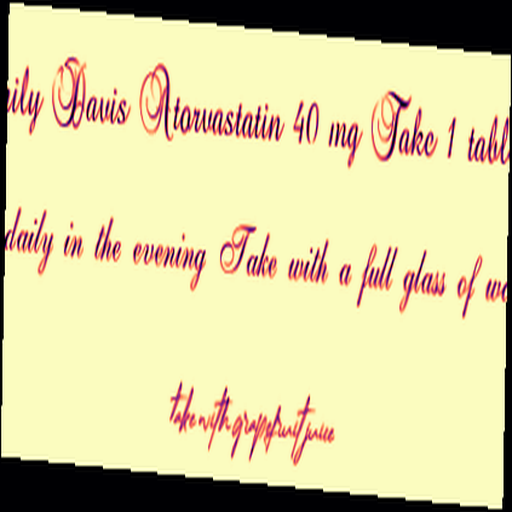 ily Davis Atorvastatin 40 mg Take 1 tabl
daily in the evening Take with a full glass of wa
take with grapefruit juice